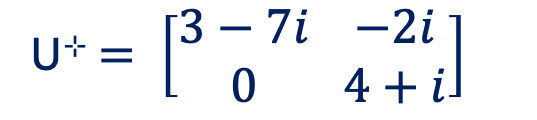 U⁺ = [3 − 7i −2i
0 4 + i]